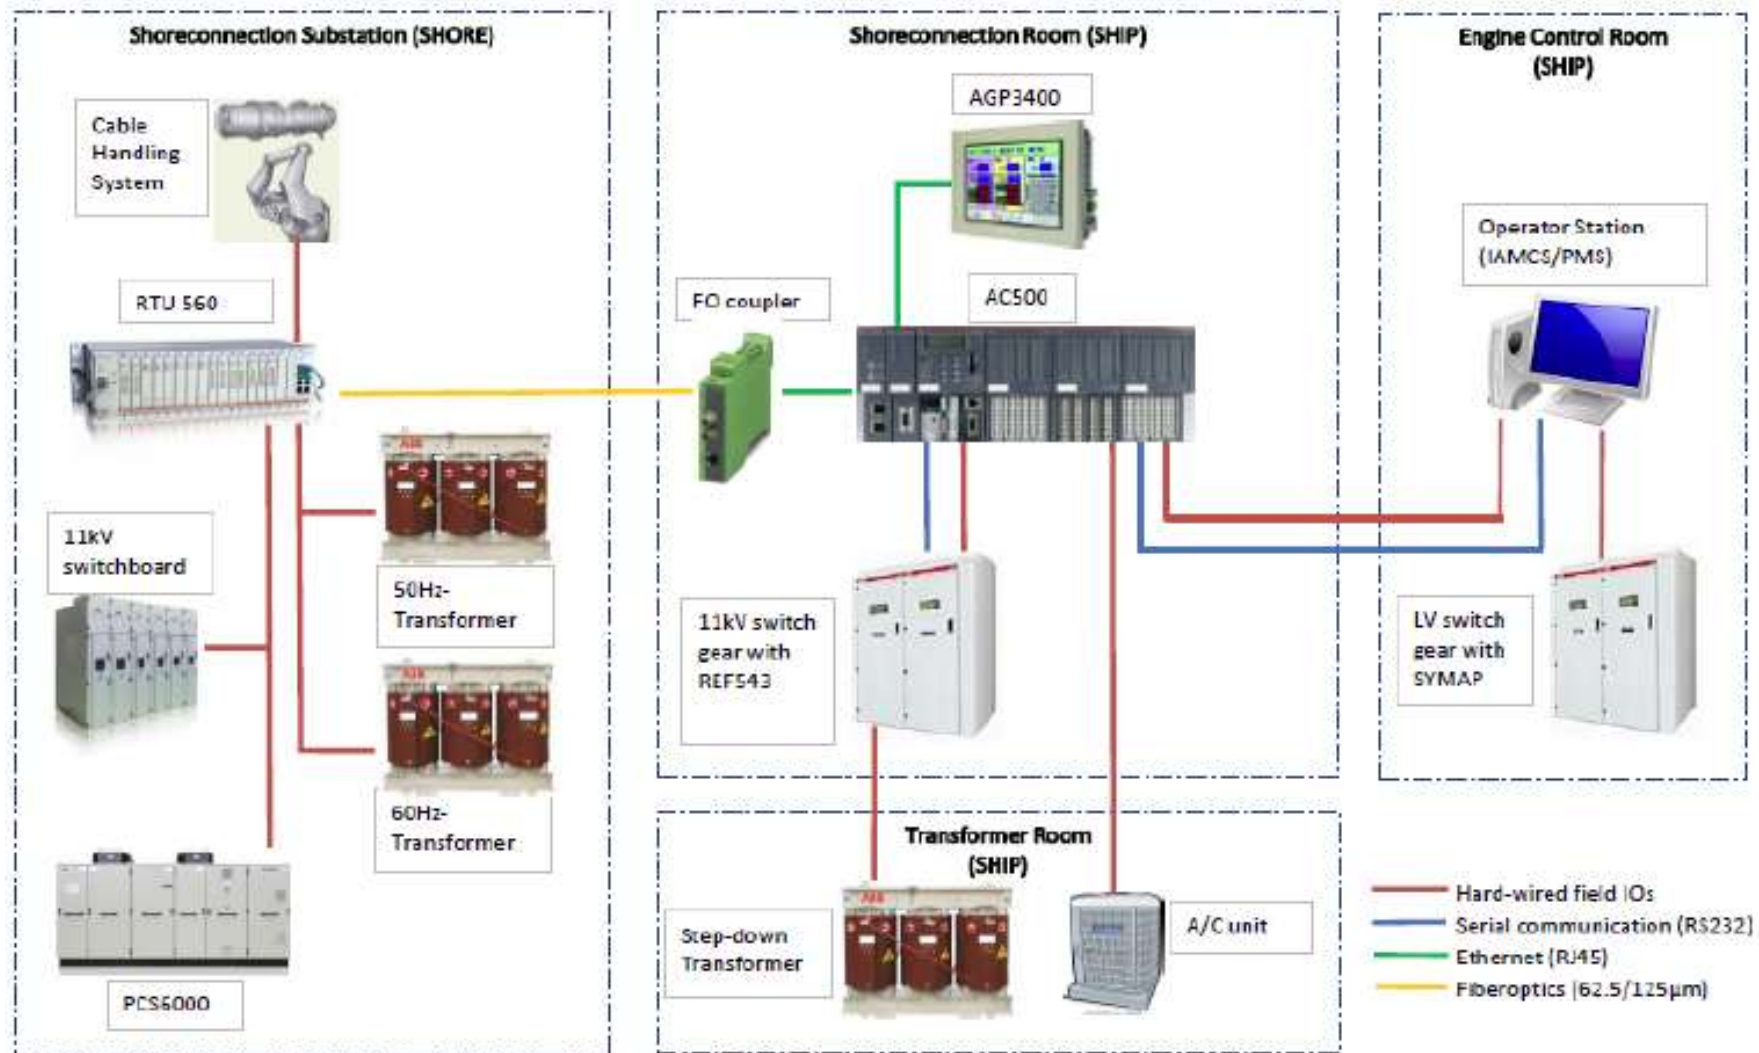 Shoreconnection Substation (SHORE)
Cable
Handling
System
RTU 560
11kV
switchboard
ABB
50Hz-
Transformer
ABB
60Hz-
Transformer
PCS6000
Shoreconnection Room (SHIP)
AGP3400
FO coupler
AC500
11kV switch
gear with
REF543
Transformer Room
(SHIP)
Step-down
Transformer
ABB
A/C unit
Engine Control Room
(SHIP)
Operator Station
(IAMCS/PMS)
LV switch
gear with
SYMAP
Hard-wired field IOs
Serial communication (RS232)
Ethernet (RJ45)
Fiberoptics (62.5/125μm)